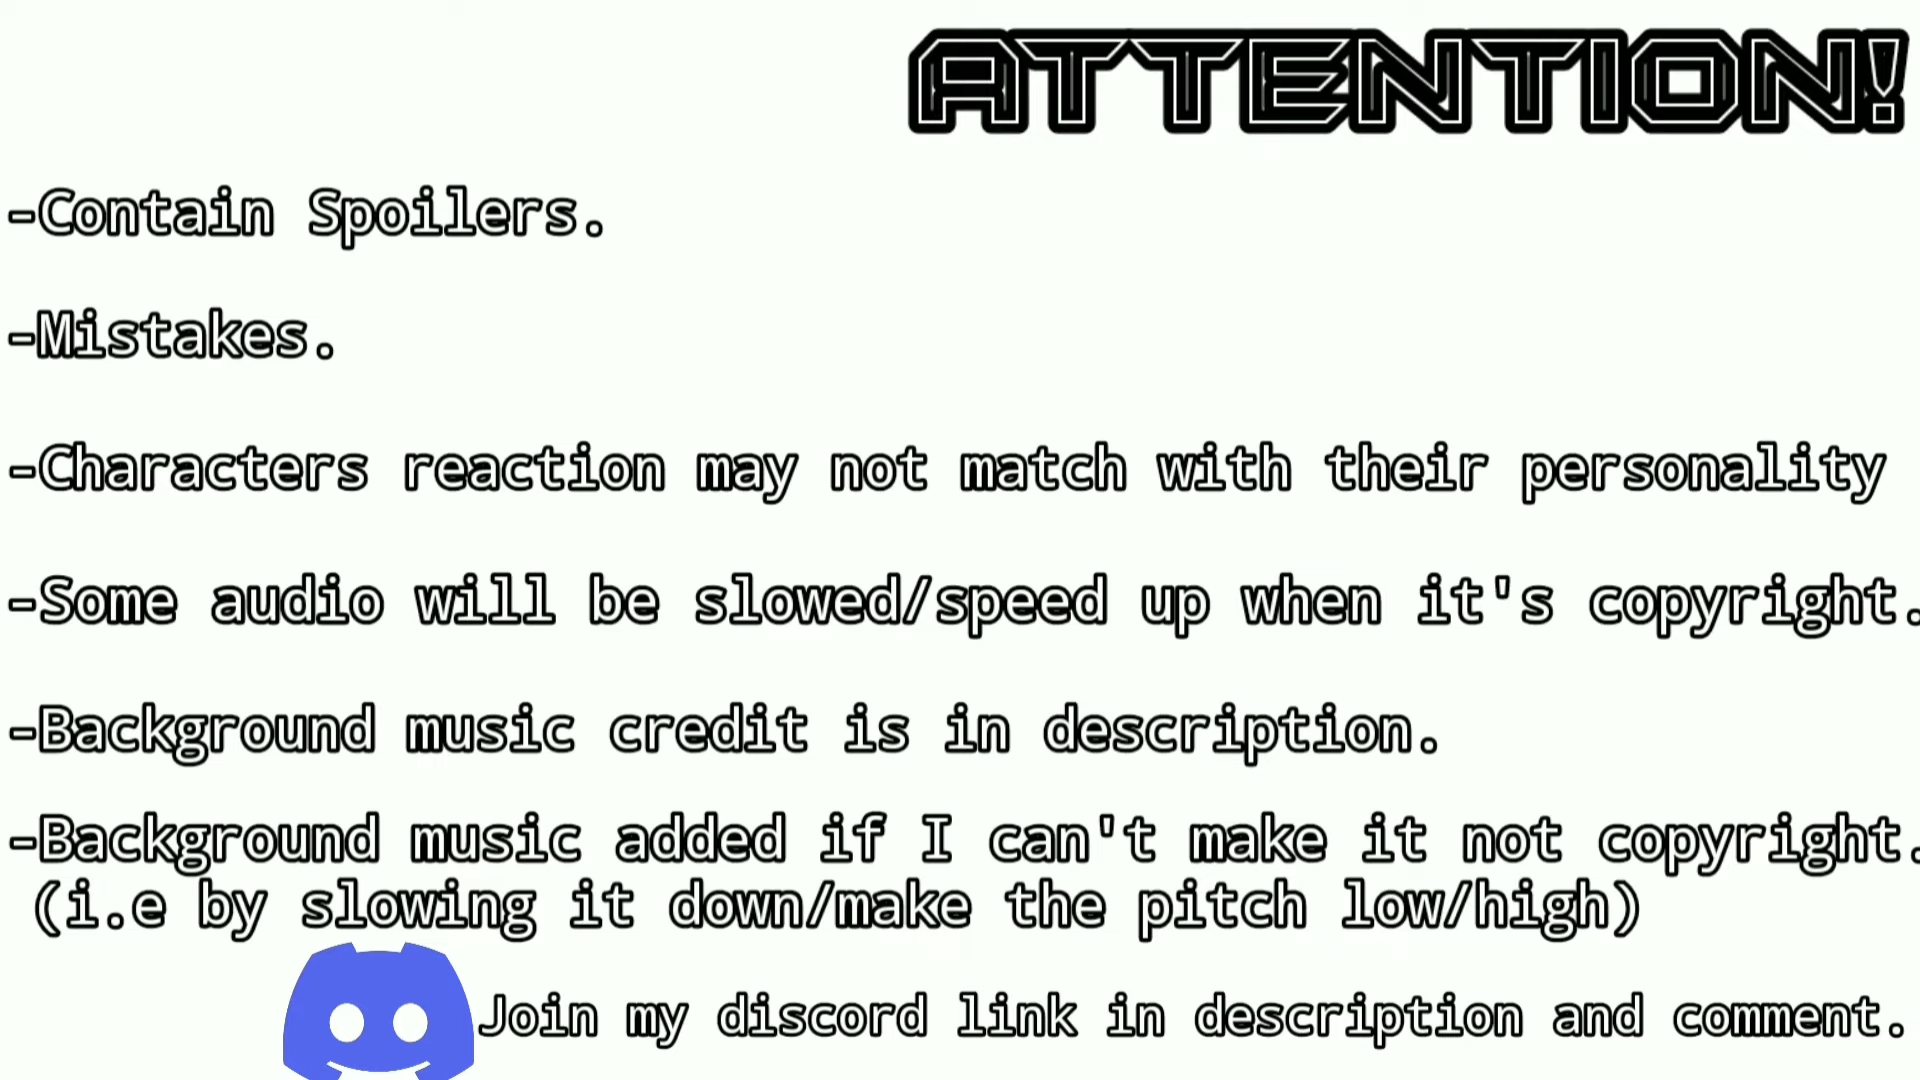 ATTENTION!
-Contain Spoilers.
-Mistakes.
-Characters reaction may not match with their personality
-Some audio will be slowed/speed up when it's copyright.
-Background music credit is in description.
-Background music added if I can't make it not copyright.
(i.e by slowing it down/make the pitch low/high)
Join my discord link in description and comment.